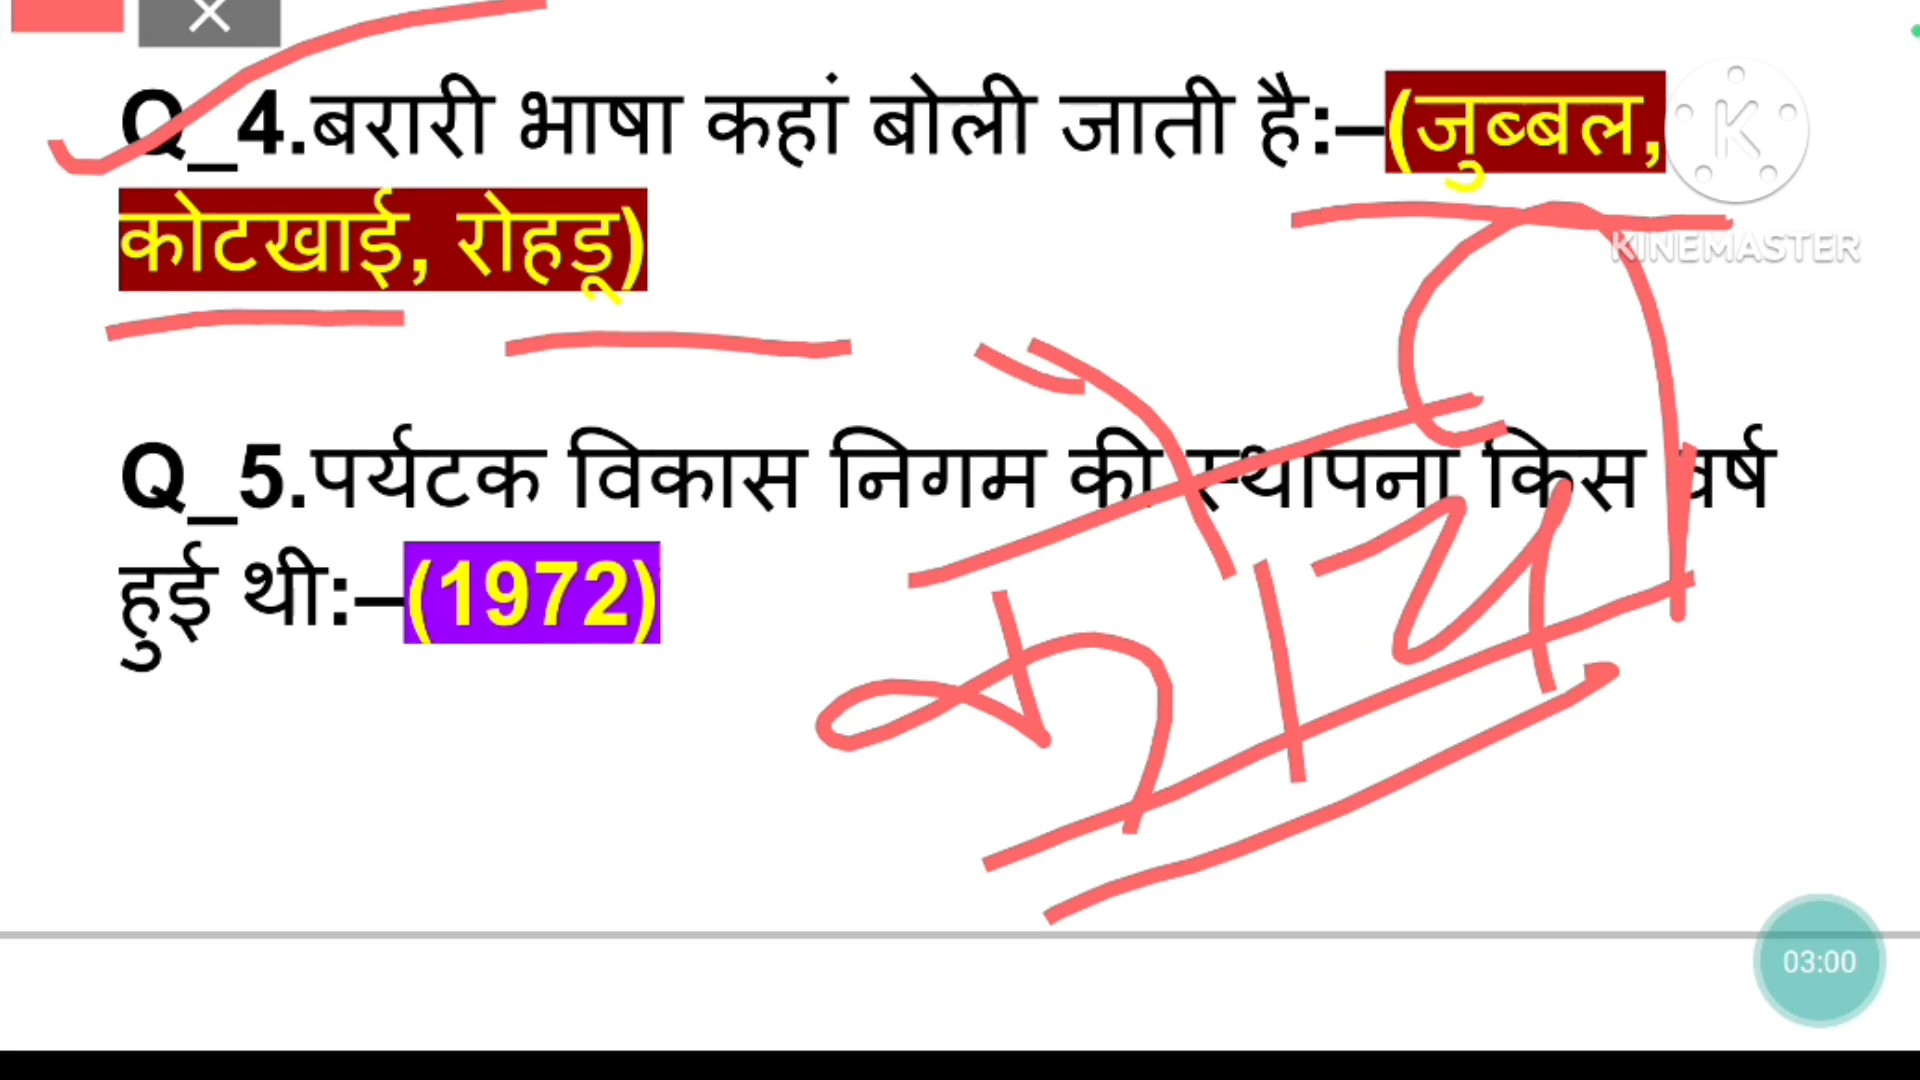 Q_4.बरारी भाषा कहां बोली जाती है:–(जुब्बल,
कोटखाई, रोहडू)
KINEMASTER
Q_5.पर्यटक विकास निगम की स्थापना किस वर्ष
हुई थी:–(1972)
03:00